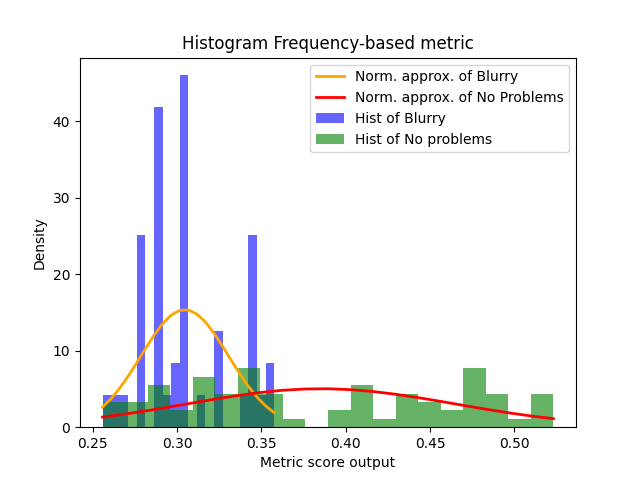 Histogram Frequency-based metric
Norm. approx. of Blurry
Norm. approx. of No Problems
Hist of Blurry
Hist of No problems
Density
40
30
20
10
0
0.25 0.30 0.35 0.40 0.45 0.50
Metric score output